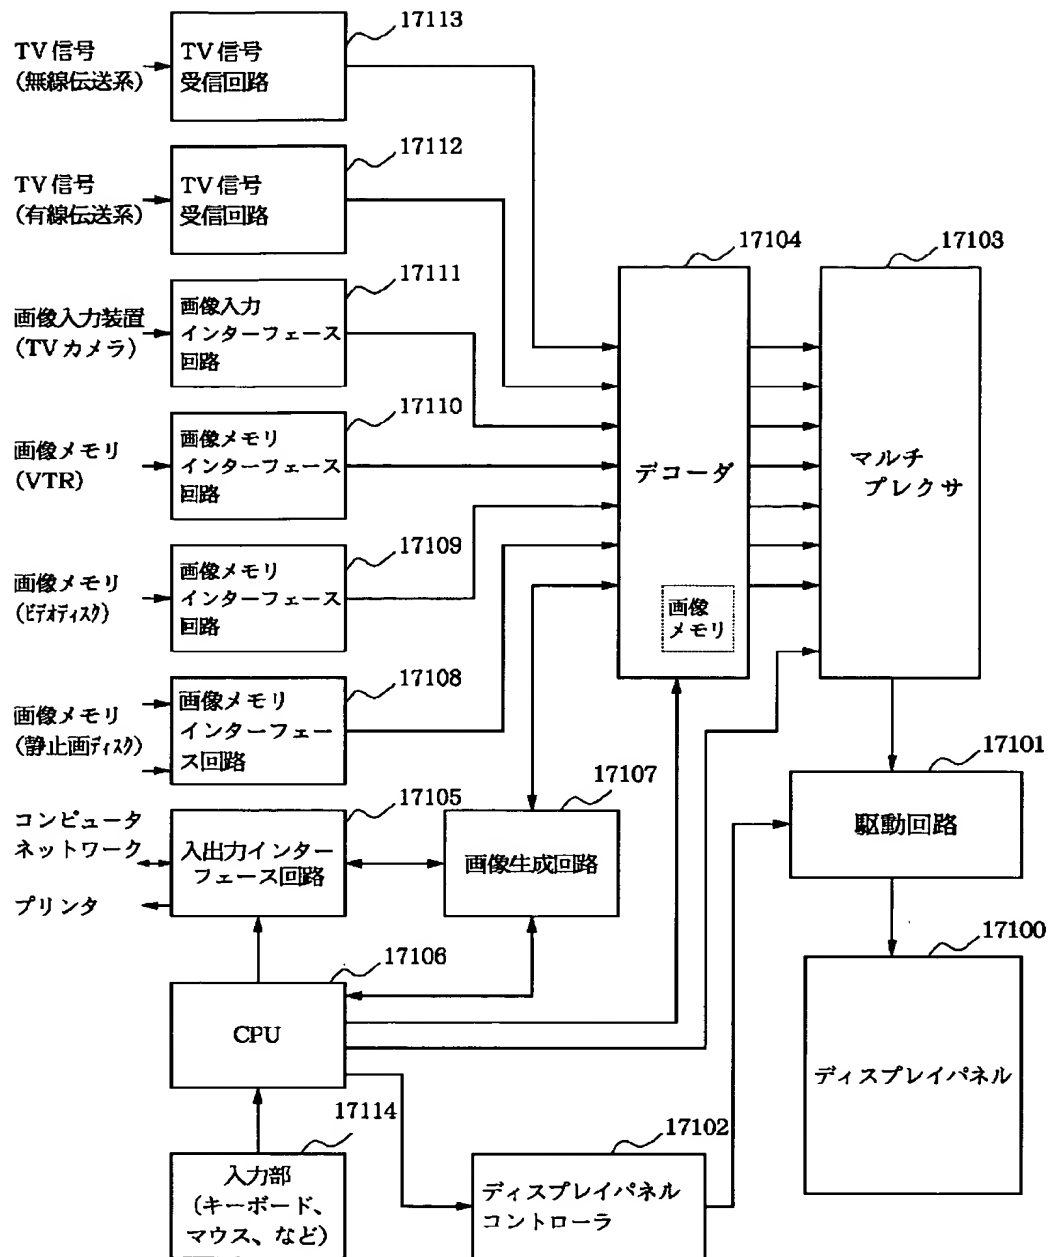 17113
TV信号
(無線伝送系)
TV信号
受信回路
17112
TV信号
(有線伝送系)
TV信号
受信回路
17111
画像入力装置
(TVカメラ)
画像入力
インターフェース
回路
17110
画像メモリ
(VTR)
画像メモリ
インターフェース
回路
17109
画像メモリ
(ビデオディスク)
画像メモリ
インターフェース
回路
17108
画像メモリ
(静止画ディスク)
画像メモリ
インターフェー
ス回路
17104
デコーダ
画像
メモリ
17103
マルチ
プレクサ
17105
コンピュータ
ネットワーク
プリンタ
入出力インター
フェース回路
17107
画像生成回路
17101
駆動回路
17106
CPU
17100
ディスプレイパネル
17114
入力部
(キーボード、
マウス、など)
17102
ディスプレイパネル
コントローラ